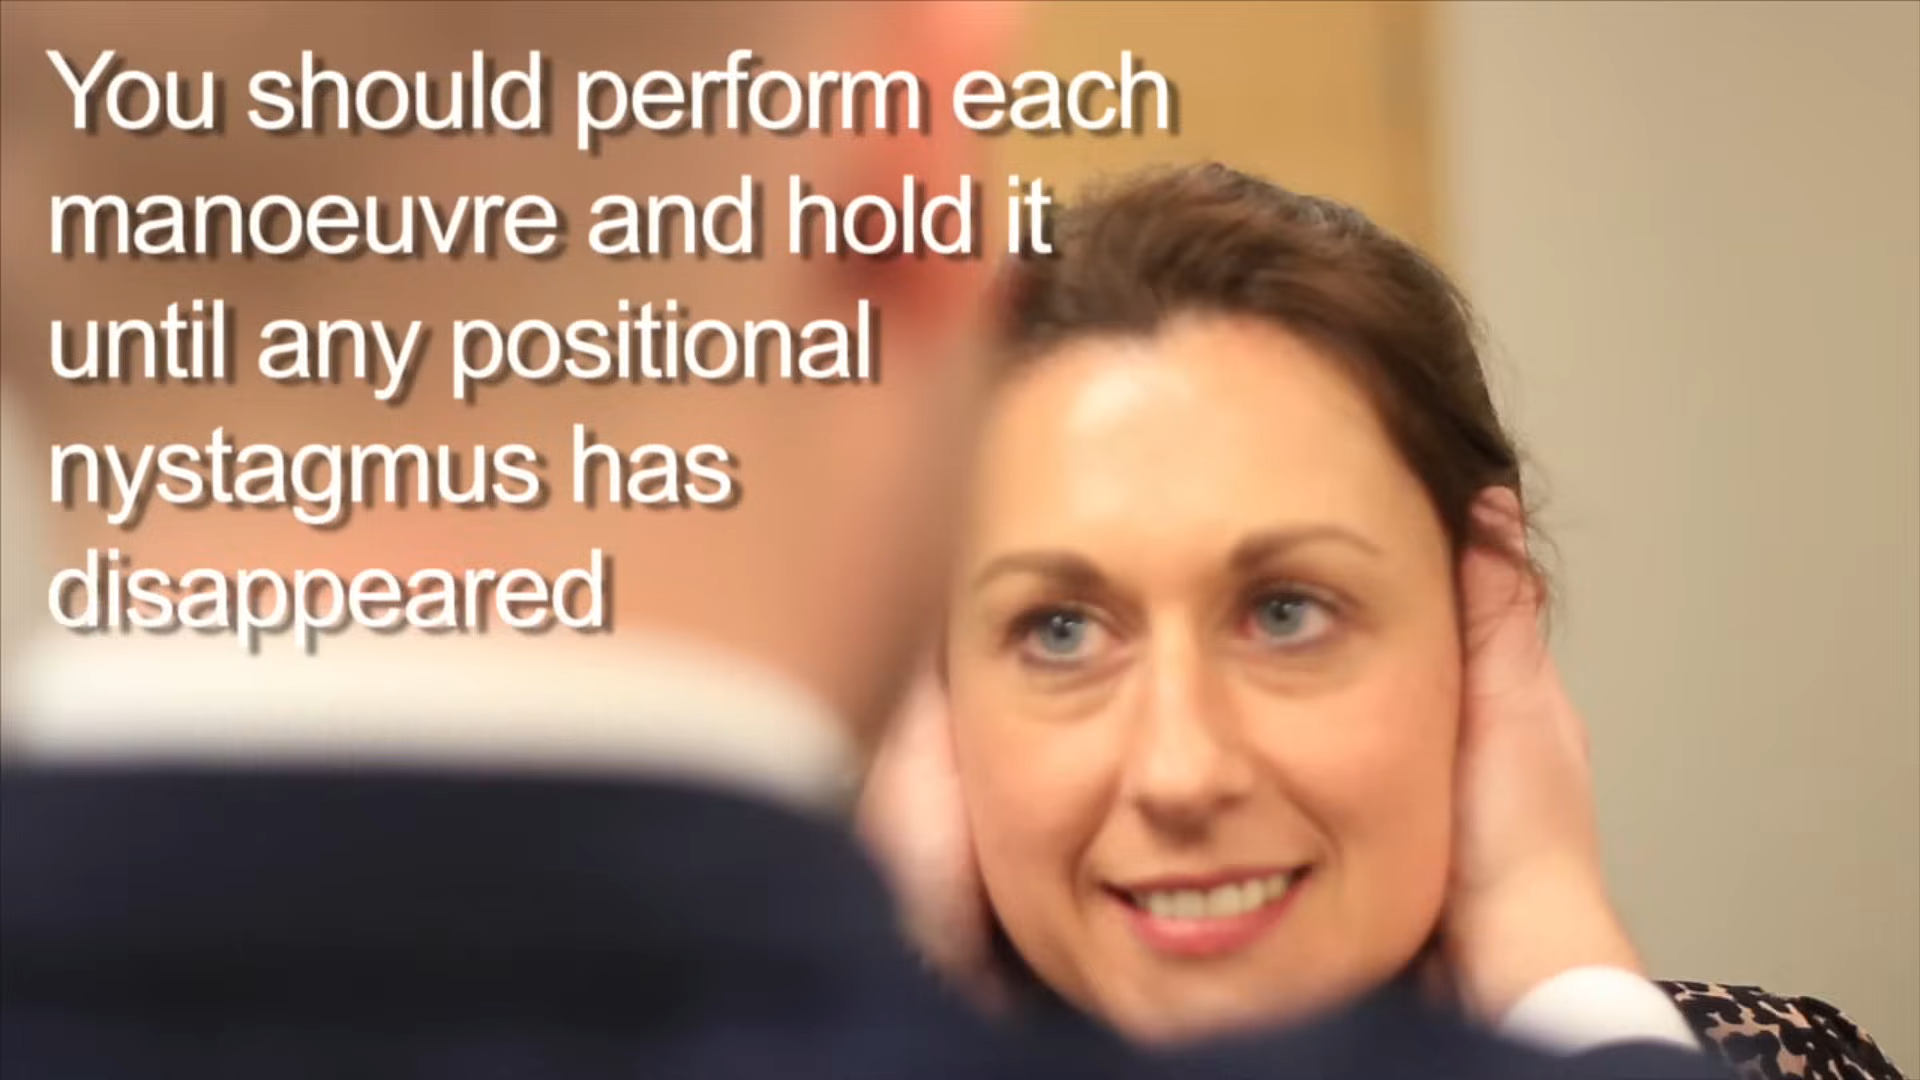 You should perform each
manoeuvre and hold it
until any positional
nystagmus has
disappeared